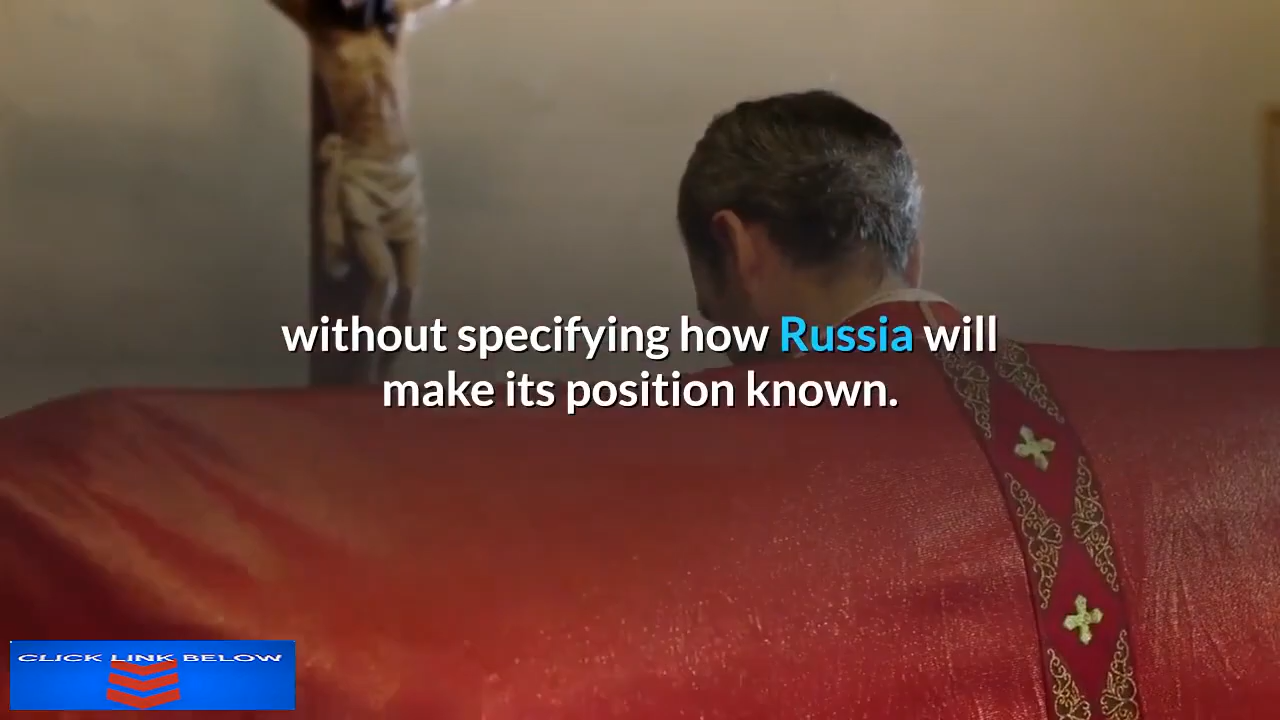 without specifying how Russia will
make its position known.
CLICK LINK BELOW